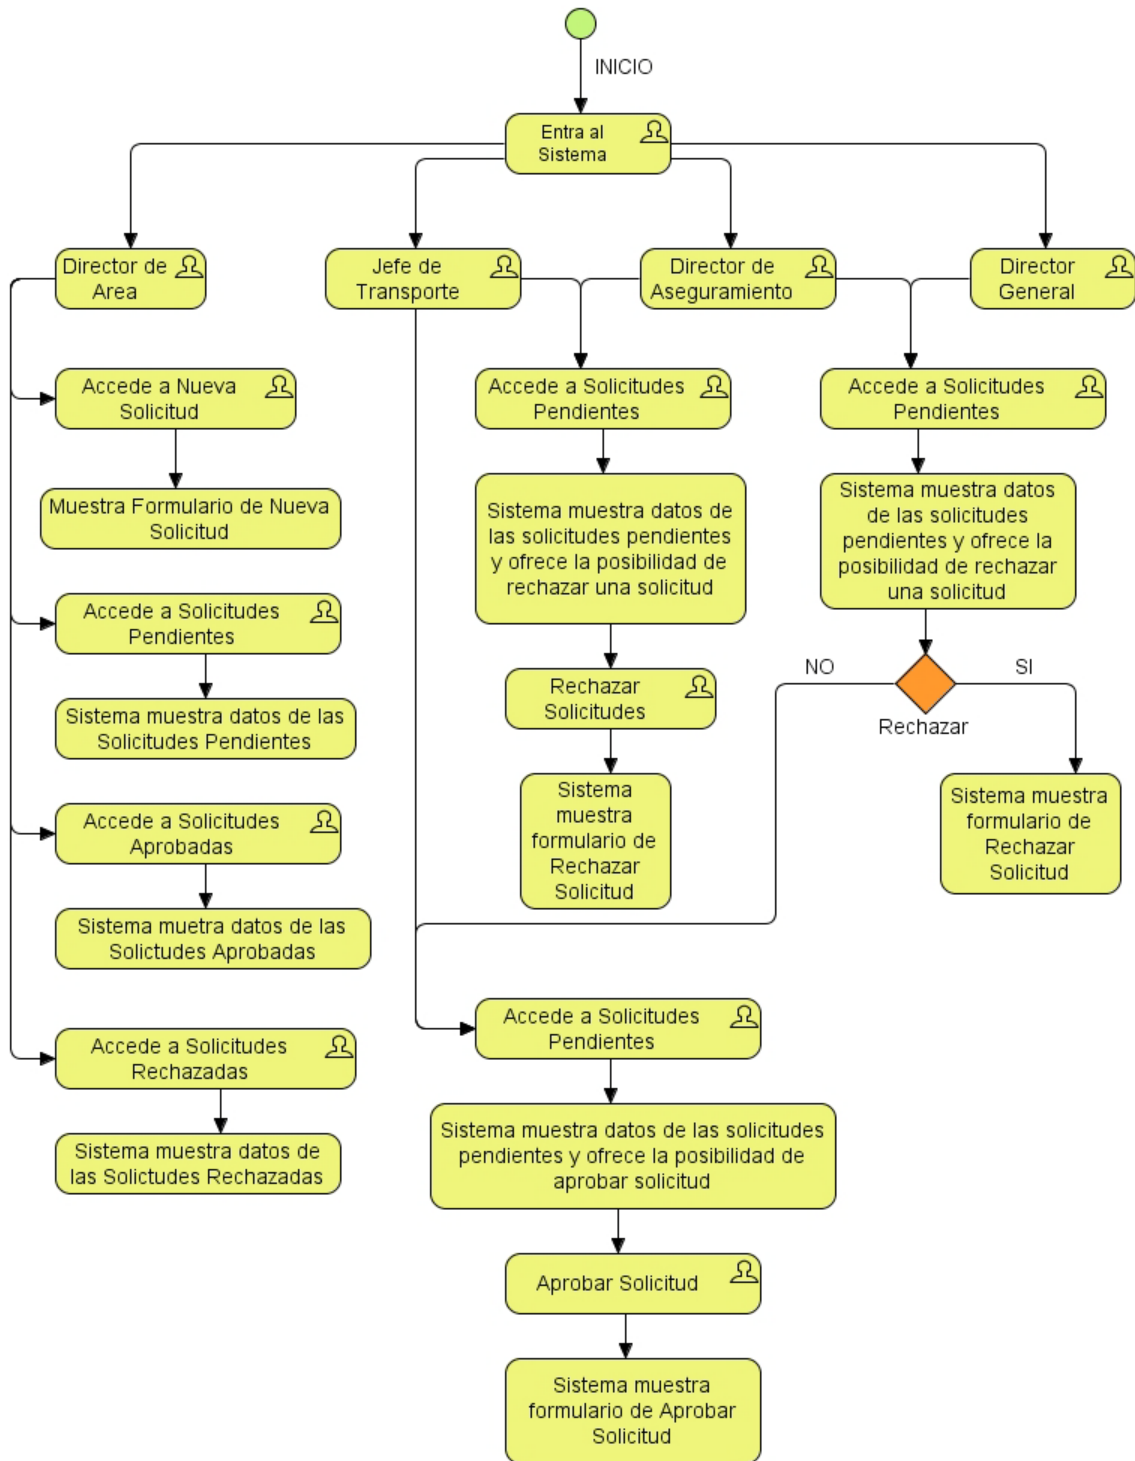 INICIO
Entra al
Sistema
Director de
Area
Jefe de
Transporte
Director de
Aseguramiento
Director
General
Accede a Nueva
Solicitud
Accede a Solicitudes
Pendientes
Accede a Solicitudes
Pendientes
Muestra Formulario de Nueva
Solicitud
Sistema muestra datos de
las solicitudes pendientes
y ofrece la posibilidad de
rechazar una solicitud
Sistema muestra datos
de las solicitudes
pendientes y ofrece la
posibilidad de rechazar
una solicitud
Accede a Solicitudes
Pendientes
Sistema muestra datos de las
Solicitudes Pendientes
Rechazar
Solicitudes
NO
SI
Rechazar
Sistema
muestra
formulario de
Rechazar
Solicitud
Sistema muestra
formulario de
Rechazar
Solicitud
Accede a Solicitudes
Aprobadas
Sistema muetra datos de las
Solictudes Aprobadas
Accede a Solicitudes
Rechazadas
Sistema muestra datos de
las Solictudes Rechazadas
Accede a Solicitudes
Pendientes
Sistema muestra datos de las solicitudes
pendientes y ofrece la posibilidad de
aprobar solicitud
Aprobar Solicitud
Sistema muestra
formulario de Aprobar
Solicitud